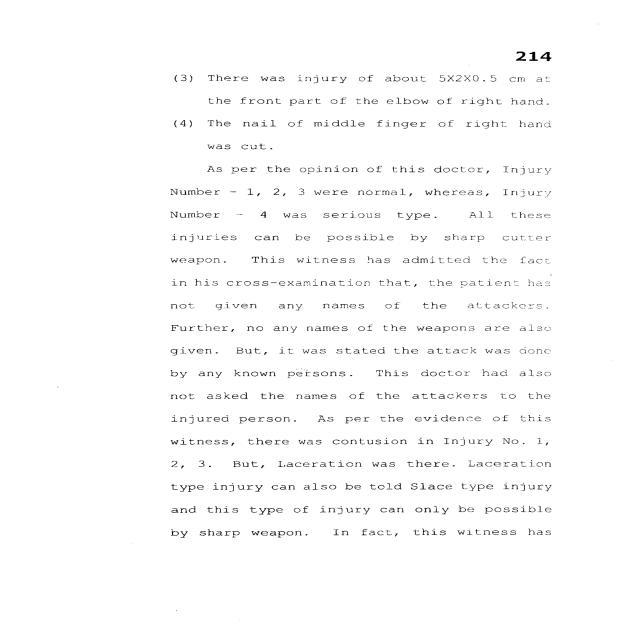 214
(3) There was injury of about 5X2X0.5 cm at
the front part of the elbow of right hand.
(4) The nail of middle finger of right hand
was cut.
As per the opinion of this doctor, Injury
Number - 1, 2, 3 were normal, whereas, Injury
Number - 4 was serious type. All these
injuries can be possible by sharp cutter
weapon. This witness has admitted the fact
in his cross-examination that, the patient has
not given any names of the attackers.
Further, no any names of the weapons are also
given. But, it was stated the attack was done
by any known persons. This doctor had also
not asked the names of the attackers to the
injured person. As per the evidence of this
witness, there was contusion in Injury No. 1,
2, 3. But, Laceration was there. Laceration
type injury can also be told Slace type injury
and this type of injury can only be possible
by sharp weapon. In fact, this witness has